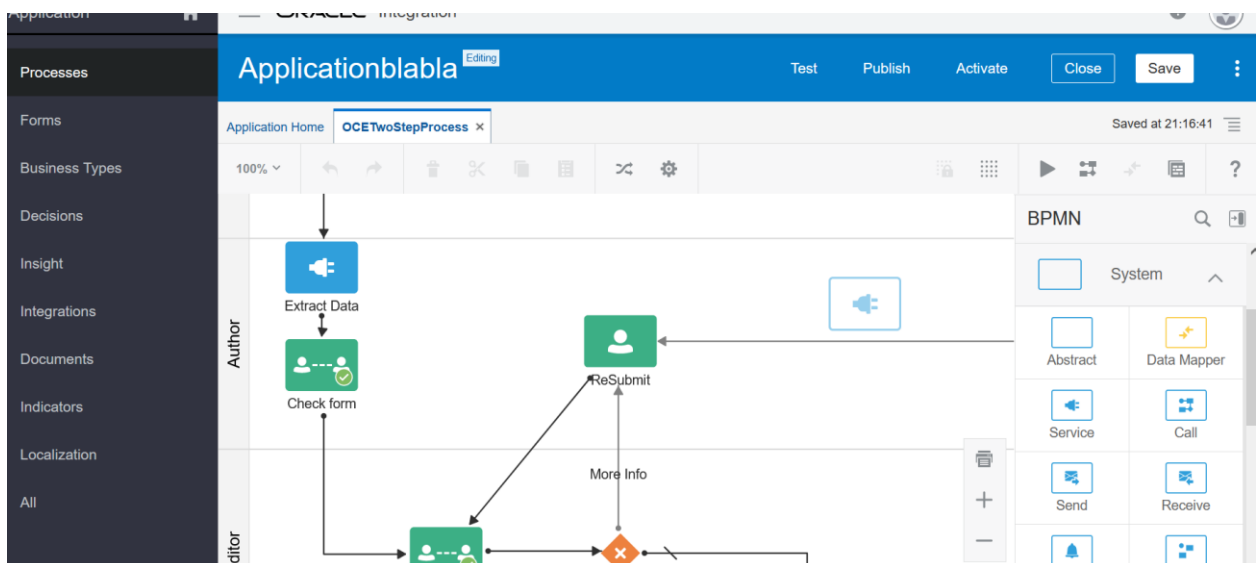 Application
ORACLE Integration
Processes
Forms
Business Types
Decisions
Insight
Integrations
Documents
Indicators
Localization
All
Applicationblabla Editing
Test Publish Activate Close Save
Application Home OCETwoStepProcess ×
Saved at 21:16:41
100%
?
BPMN
System
Abstract Data Mapper
Service Call
Send Receive
Author
Extract Data
Check form
ReSubmit
More Info
ditor